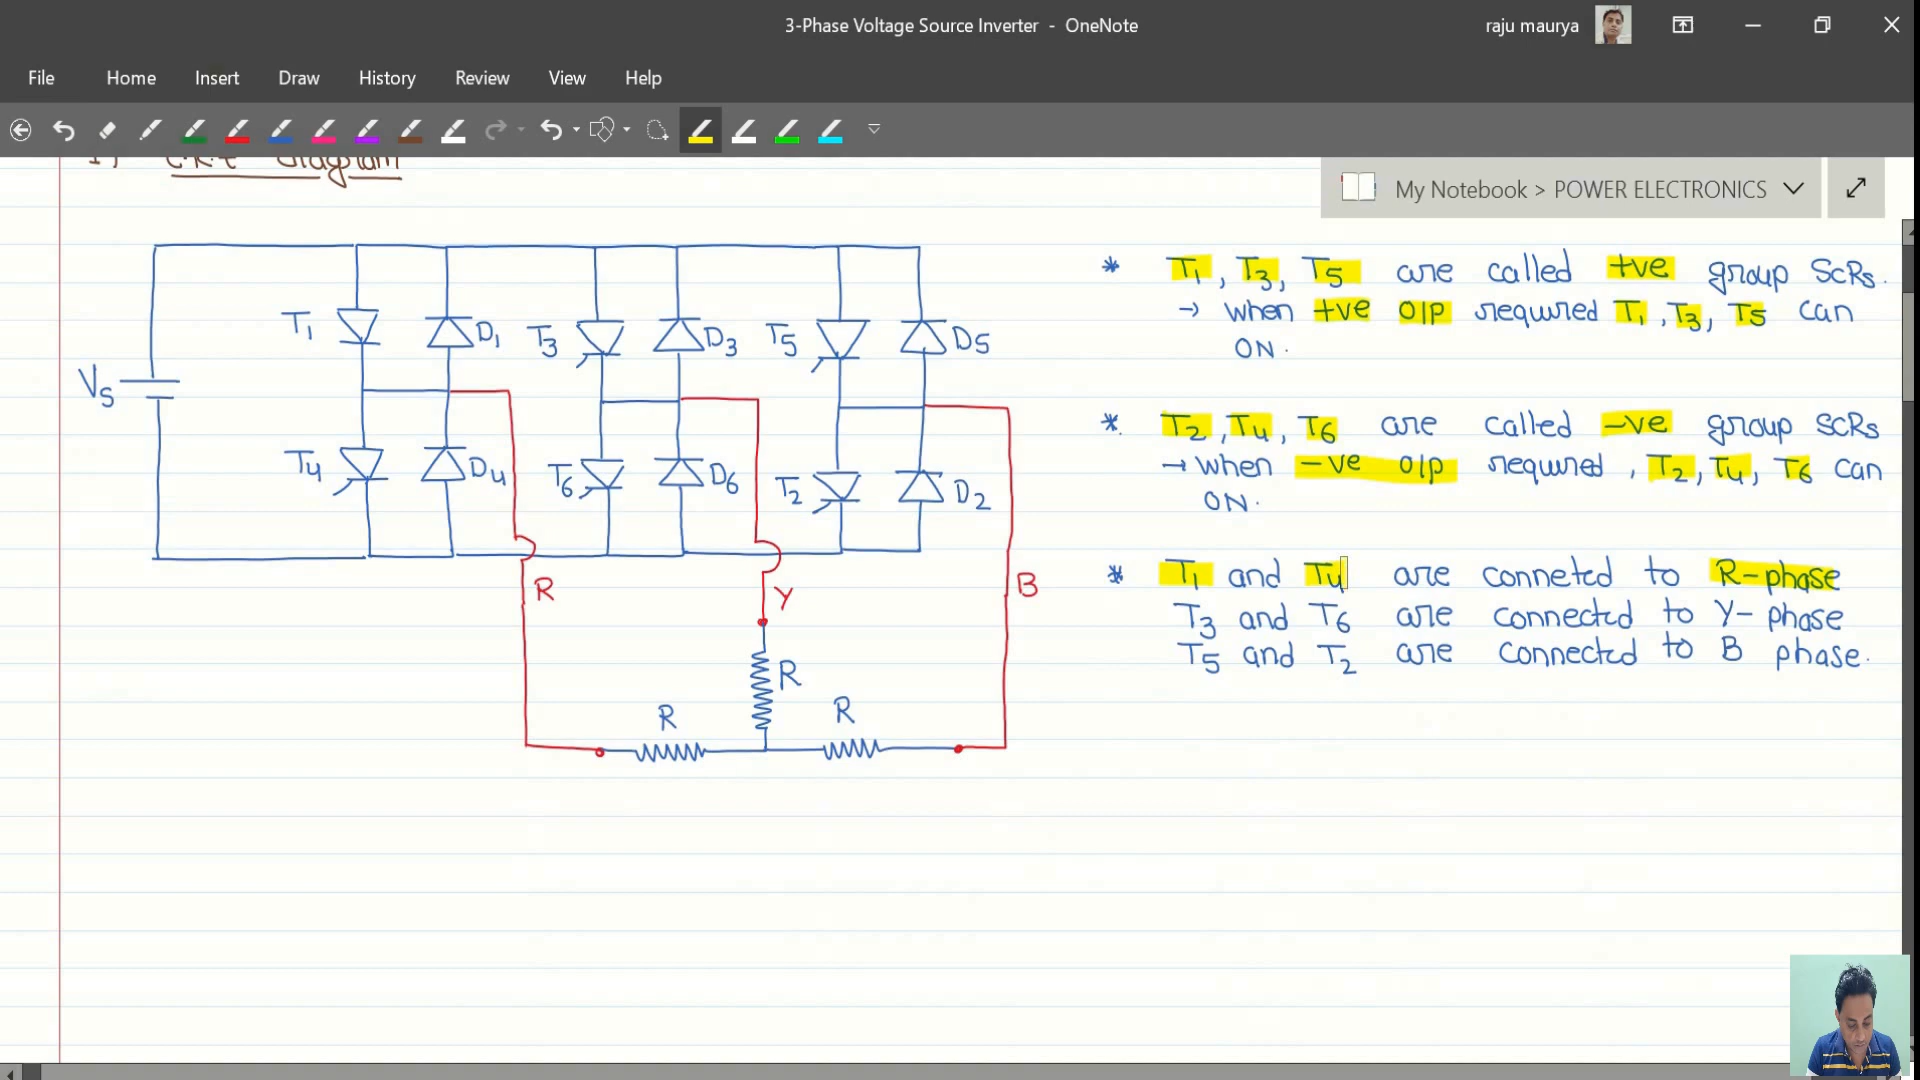 3-Phase Voltage Source Inverter - OneNote
raju maurya
File Home Insert Draw History Review View Help
diagram
My Notebook > POWER ELECTRONICS
Vs
T1 D1 T3 D3 T5 D5
T4 D4 T6 D6 T2 D2
R Y B
R
R R
* T1, T3, T5 are called +ve group SCRs.
→ when +ve o/p required T1, T3, T5 can
ON.
* T2, T4, T6 are called -ve group SCRs
→ when -ve o/p required, T2, T4, T6 can
ON.
* T1 and T4 are conneted to R-phase
T3 and T6 are connected to Y-phase
T5 and T2 are connected to B phase.